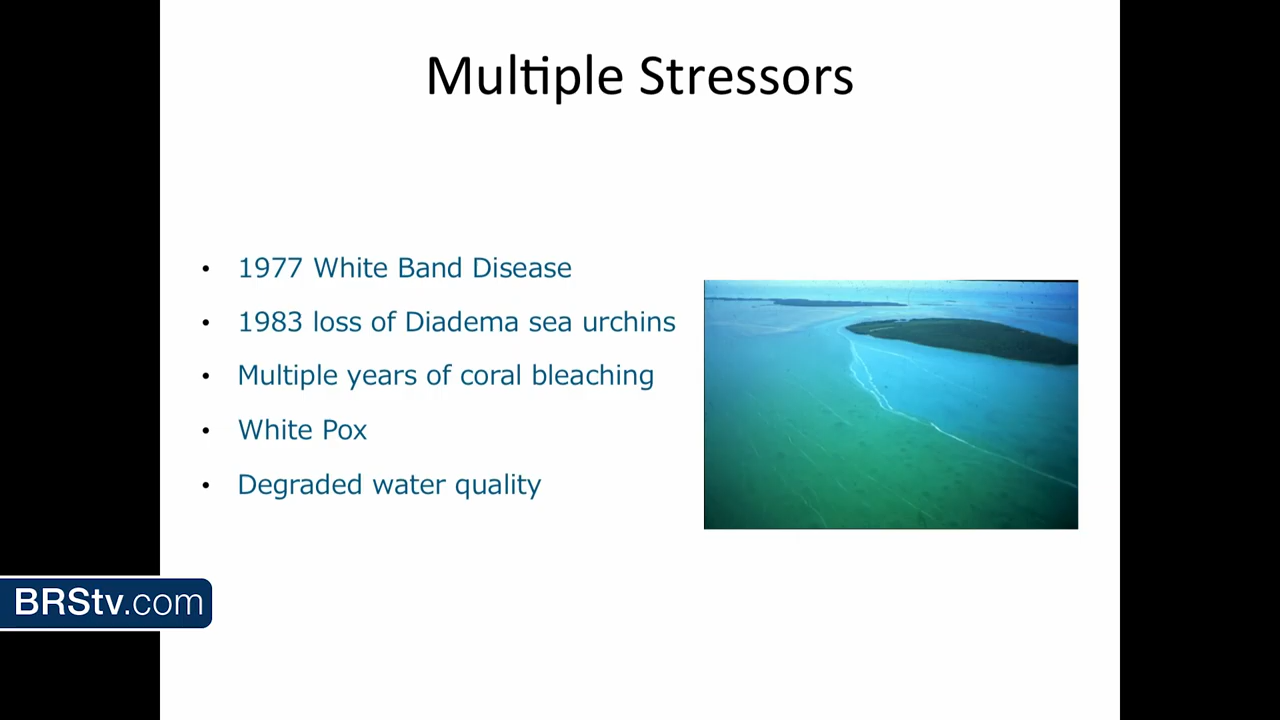 Multiple Stressors
• 1977 White Band Disease
• 1983 loss of Diadema sea urchins
• Multiple years of coral bleaching
• White Pox
• Degraded water quality
BRStv.com